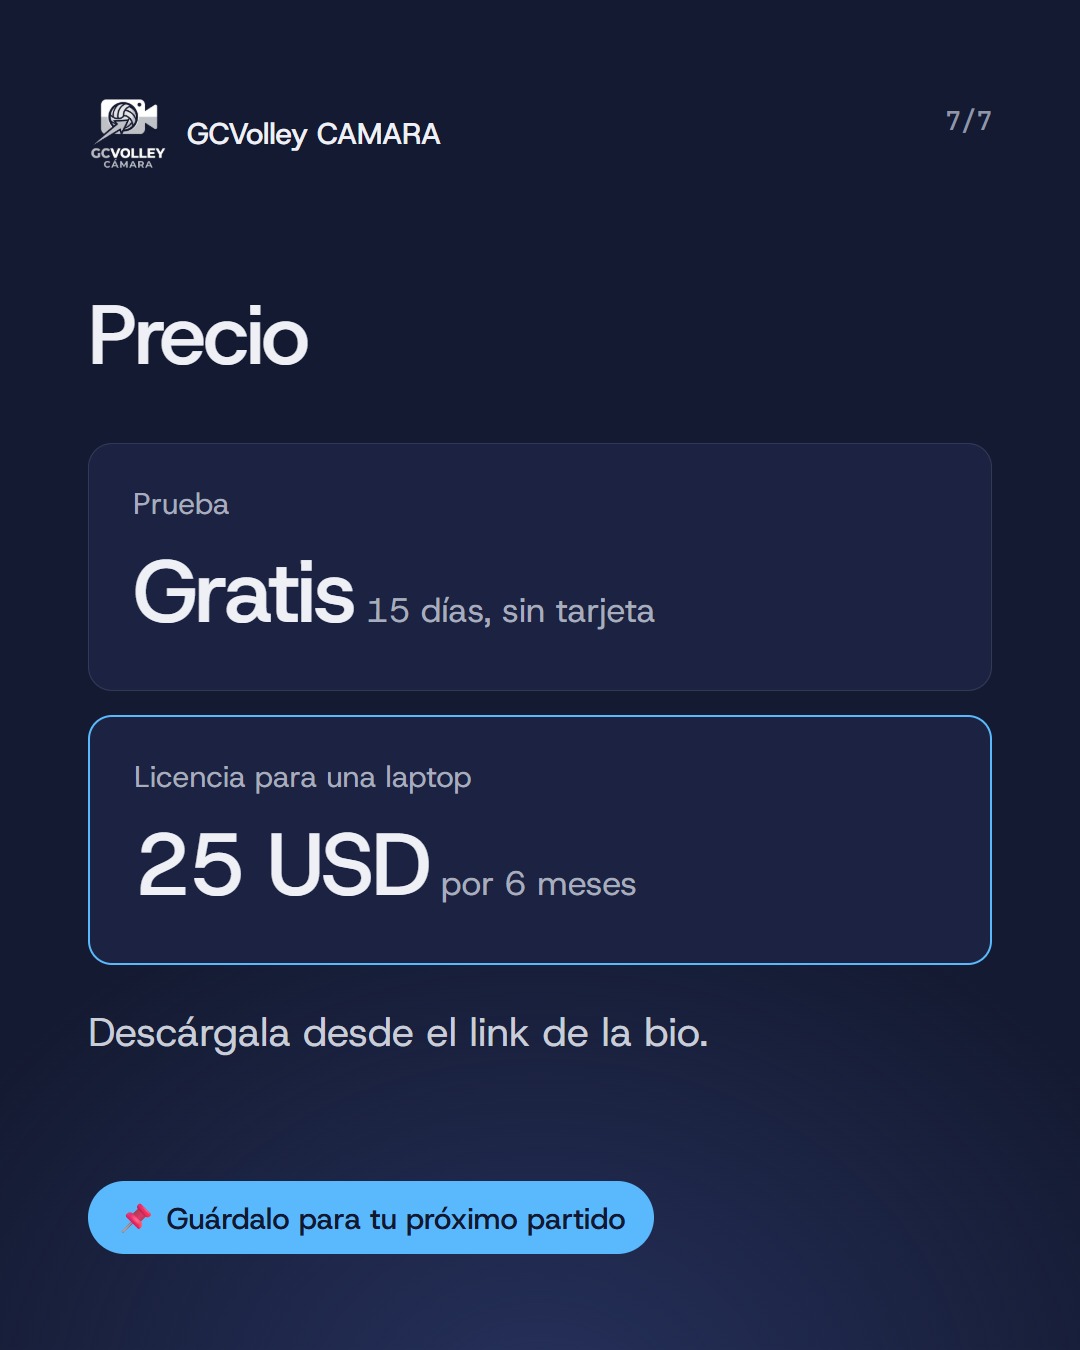 GCVOLLEY
CÁMARA
GCVolley CAMARA
7/7
Precio
Prueba
Gratis 15 días, sin tarjeta
Licencia para una laptop
25 USD por 6 meses
Descárgala desde el link de la bio.
📌 Guárdalo para tu próximo partido